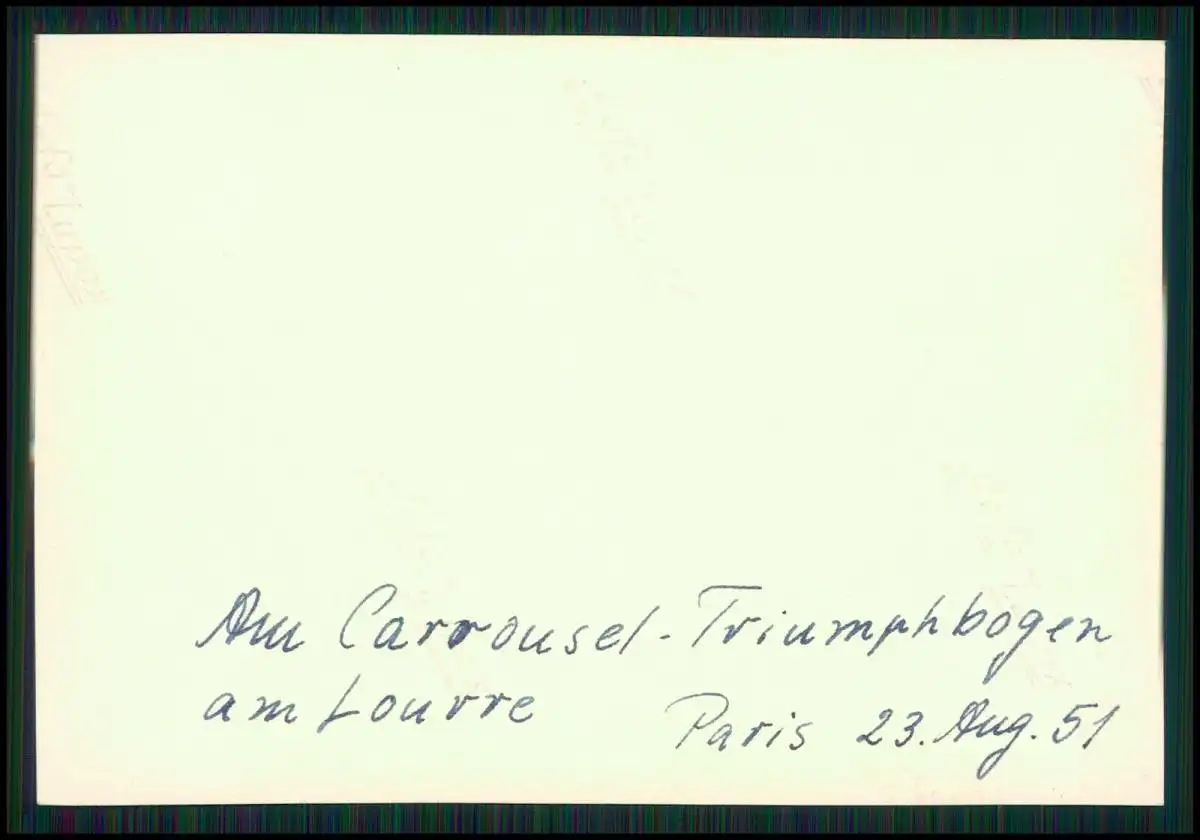 Am Carrousel-Triumphbogen
am Louvre Paris 23. Aug. 51